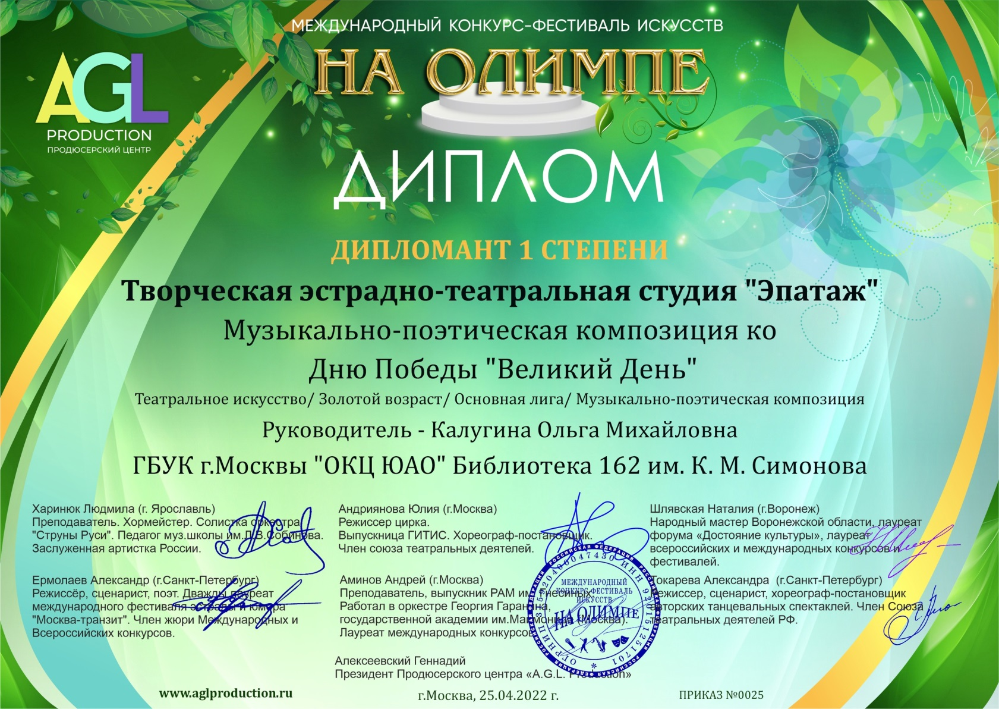 МЕЖДУНАРОДНЫЙ КОНКУРС-ФЕСТИВАЛЬ ИСКУССТВ
НА ОЛИМПЕ
AGL
PRODUCTION
ПРОДЮСЕРСКИЙ ЦЕНТР
ДИПЛОМ
ДИПЛОМАНТ 1 СТЕПЕНИ
Творческая эстрадно-театральная студия "Эпатаж"
Музыкально-поэтическая композиция ко
Дню Победы "Великий День"
Театральное искусство/ Золотой возраст/ Основная лига/ Музыкально-поэтическая композиция
Руководитель - Калугина Ольга Михайловна
ГБУК г.Москвы "ОКЦ ЮАО" Библиотека 162 им. К. М. Симонова
Харинюк Людмила (г. Ярославль)
Преподаватель. Хормейстер. Солистка оркестра
"Струны Руси". Педагог муз.школы им.Л.В.Собинова.
Заслуженная артистка России.
Андриянова Юлия (г.Москва)
Режиссер цирка.
Выпускница ГИТИС. Хореограф-постановщик.
Член союза театральных деятелей.
Шлявская Наталия (г.Воронеж)
Народный мастер Воронежской области, лауреат
форума «Достояние культуры», лауреат
всероссийских и международных конкурсов и
фестивалей.
Ермолаев Александр (г.Санкт-Петербург)
Режиссёр, сценарист, поэт. Дважды лауреат
международного фестиваля эстрады и юмора
"Москва-транзит". Член жюри Международных и
Всероссийских конкурсов.
Аминов Андрей (г.Москва)
Преподаватель, выпускник РАМ им. Гнесиных.
Работал в оркестре Георгия Гараняна,
государственной академии им.Маймонида (Москва).
Лауреат международных конкурсов
Токарева Александра (г.Санкт-Петербург)
Режиссер, сценарист, хореограф-постановщик
авторских танцевальных спектаклей. Член Союза
театральных деятелей РФ.
МЕЖДУНАРОДНЫЙ
КОНКУРС-ФЕСТИВАЛЬ
ИСКУССТВ
НА ОЛИМПЕ
РОССИЙСКАЯ ФЕДЕРАЦИЯ
Алексеевский Геннадий
Президент Продюсерского центра «A.G.L. Production»
www.aglproduction.ru
г.Москва, 25.04.2022 г.
ПРИКАЗ №0025